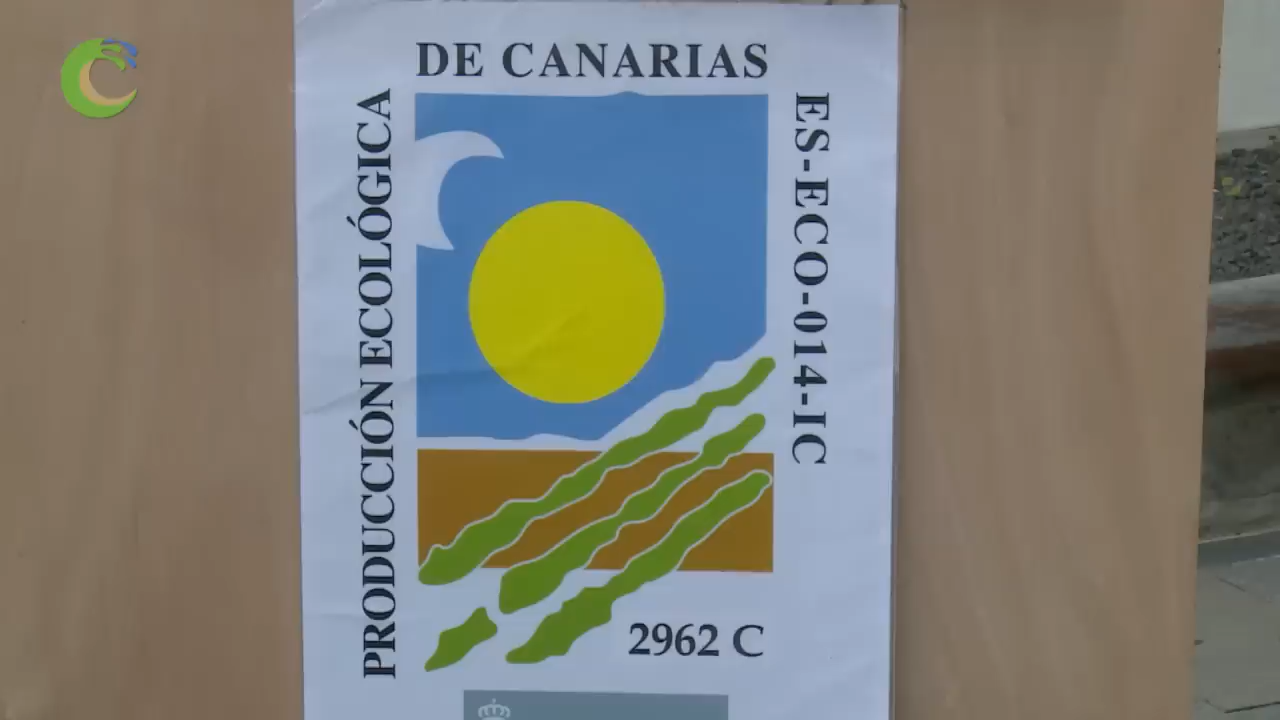 PRODUCCIÓN ECOLÓGICA
DE CANARIAS
ES-ECO-014-IC
2962 C